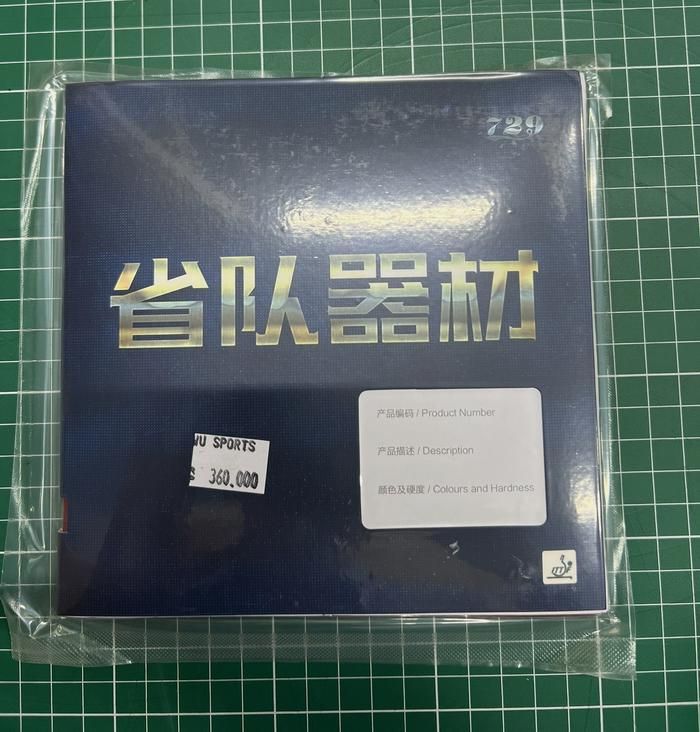 729
省队器材
产品编码 / Product Number
产品描述 / Description
颜色及硬度 / Colours and Hardness
SPORTS
360.000